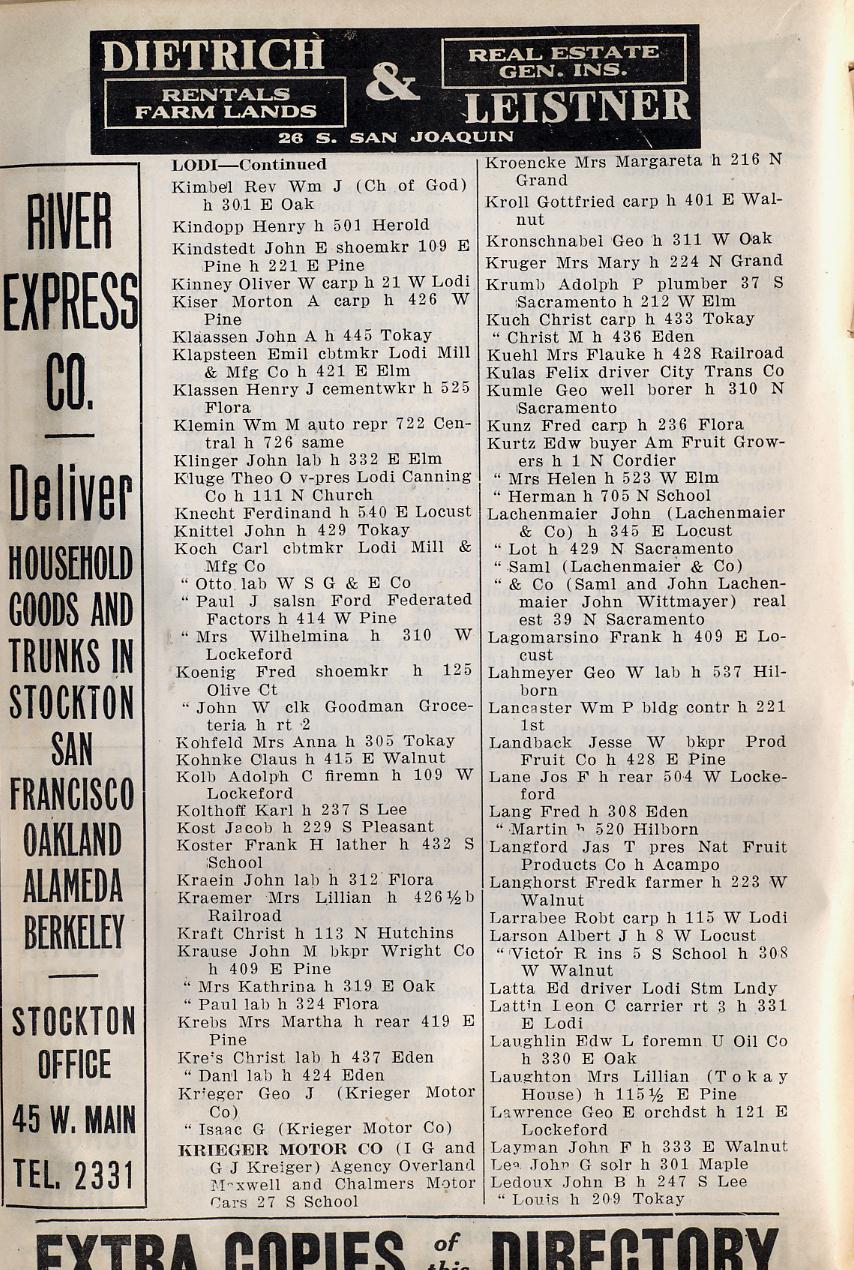 DIETRICH
RENTALS
FARM LANDS
&
REAL ESTATE
GEN. INS.
LEISTNER
26 S. SAN JOAQUIN
RIVER
EXPRESS
CO.
Deliver
HOUSEHOLD
GOODS AND
TRUNKS IN
STOCKTON
SAN
FRANCISCO
OAKLAND
ALAMEDA
BERKELEY
STOCKTON
OFFICE
45 W. MAIN
TEL. 2331
LODI—Continued
Kimbel Rev Wm J (Ch of God)
h 301 E Oak
Kindopp Henry h 501 Herold
Kindstedt John E shoemkr 109 E
Pine h 221 E Pine
Kinney Oliver W carp h 21 W Lodi
Kiser Morton A carp h 426 W
Pine
Klaassen John A h 445 Tokay
Klapsteen Emil cbtmkr Lodi Mill
& Mfg Co h 421 E Elm
Klassen Henry J cementwkr h 525
Flora
Klemin Wm M auto repr 722 Cen-
tral h 726 same
Klinger John lab h 332 E Elm
Kluge Theo O v-pres Lodi Canning
Co h 111 N Church
Knecht Ferdinand h 540 E Locust
Knittel John h 429 Tokay
Koch Carl cbtmkr Lodi Mill &
Mfg Co
" Otto lab W S G & E Co
" Paul J salsn Ford Federated
Factors h 414 W Pine
" Mrs Wilhelmina h 310 W
Lockeford
Koenig Fred shoemkr h 125
Olive Ct
" John W clk Goodman Groce-
teria h rt 2
Kohfeld Mrs Anna h 305 Tokay
Kohnke Claus h 415 E Walnut
Kolb Adolph C firemn h 109 W
Lockeford
Kolthoff Karl h 237 S Lee
Kost Jacob h 229 S Pleasant
Koster Frank H lather h 432 S
School
Kraein John lab h 312 Flora
Kraemer Mrs Lillian h 426½b
Railroad
Kraft Christ h 113 N Hutchins
Krause John M bkpr Wright Co
h 409 E Pine
" Mrs Kathrina h 319 E Oak
" Paul lab h 324 Flora
Krebs Mrs Martha h rear 419 E
Pine
Kreis Christ lab h 437 Eden
" Danl lab h 424 Eden
Krieger Geo J (Krieger Motor
Co)
" Isaac G (Krieger Motor Co)
KRIEGER MOTOR CO (I G and
G J Kreiger) Agency Overland
Maxwell and Chalmers Motor
Cars 27 S School
Kroencke Mrs Margareta h 216 N
Grand
Kroll Gottfried carp h 401 E Wal-
nut
Kronschnabel Geo h 311 W Oak
Kruger Mrs Mary h 224 N Grand
Krumb Adolph P plumber 37 S
Sacramento h 212 W Elm
Kuch Christ carp h 433 Tokay
" Christ M h 436 Eden
Kuehl Mrs Flauke h 428 Railroad
Kulas Felix driver City Trans Co
Kumle Geo well borer h 310 N
Sacramento
Kunz Fred carp h 236 Flora
Kurtz Edw buyer Am Fruit Grow-
ers h 1 N Cordier
" Mrs Helen h 523 W Elm
" Herman h 705 N School
Lachenmaier John (Lachenmaier
& Co) h 345 E Locust
" Lot h 429 N Sacramento
" Saml (Lachenmaier & Co)
" & Co (Saml and John Lachen-
maier John Wittmayer) real
est 39 N Sacramento
Lagomarsino Frank h 409 E Lo-
cust
Lahmeyer Geo W lab h 537 Hil-
born
Lancaster Wm P bldg contr h 221
1st
Landback Jesse W bkpr Prod
Fruit Co h 428 E Pine
Lane Jos F h rear 504 W Locke-
ford
Lang Fred h 308 Eden
" Martin h 520 Hilborn
Langford Jas T pres Nat Fruit
Products Co h Acampo
Langhorst Fredk farmer h 223 W
Walnut
Larrabee Robt carp h 115 W Lodi
Larson Albert J h 8 W Locust
" Victor R ins 5 S School h 308
W Walnut
Latta Ed driver Lodi Stm Lndy
Lattin Leon C carrier rt 3 h 331
E Lodi
Laughlin Edw L foremn U Oil Co
h 330 E Oak
Laughton Mrs Lillian (Tokay
House) h 115½ E Pine
Lawrence Geo E orchdst h 121 E
Lockeford
Layman John F h 333 E Walnut
Lea John G solr h 301 Maple
Ledoux John B h 247 S Lee
" Louis h 209 Tokay
EXTRA COPIES of this DIRECTORY